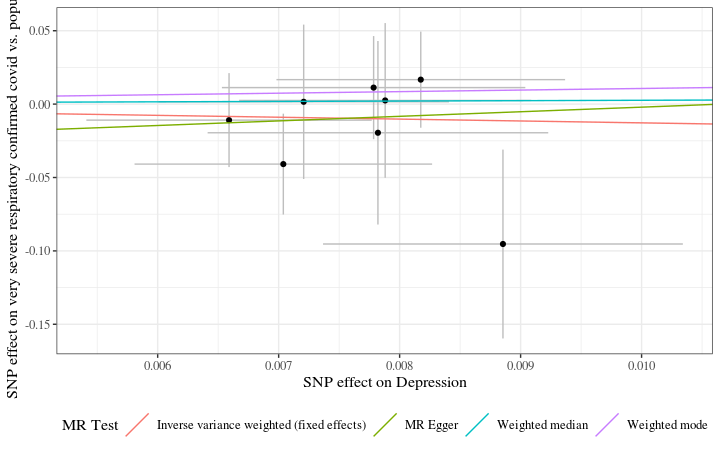 SNP effect on very severe respiratory confirmed covid vs. popu
0.05
0.00
-0.05
-0.10
-0.15
0.006 0.007 0.008 0.009 0.010
SNP effect on Depression
MR Test Inverse variance weighted (fixed effects) MR Egger Weighted median Weighted mode